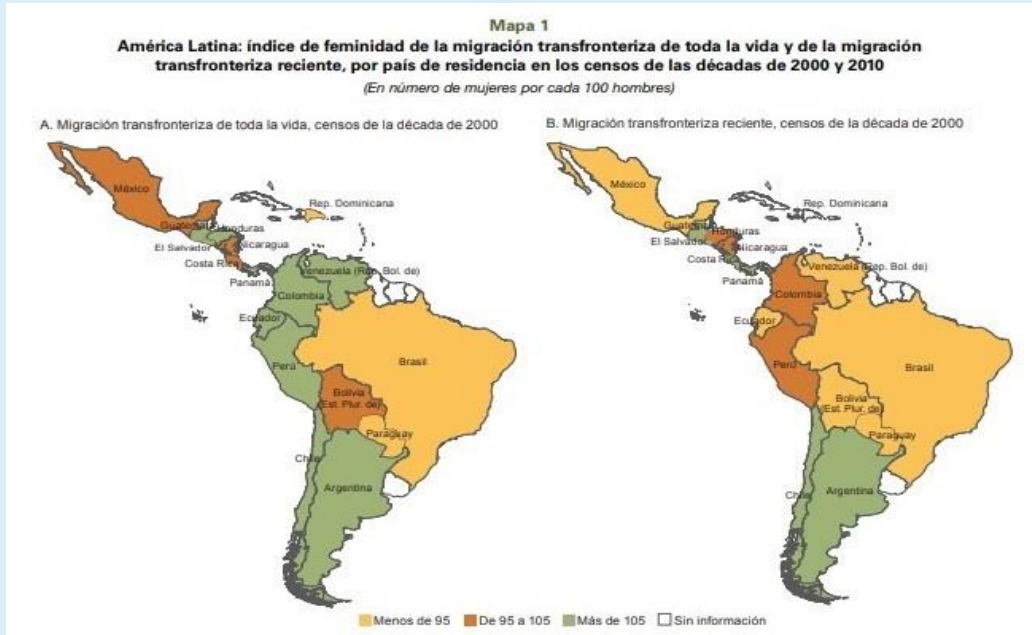 Mapa 1
América Latina: índice de feminidad de la migración transfronteriza de toda la vida y de la migración
transfronteriza reciente, por país de residencia en los censos de las décadas de 2000 y 2010
(En número de mujeres por cada 100 hombres)
A. Migración transfronteriza de toda la vida, censos de la década de 2000
México
Rep. Dominicana
Guatemala
Honduras
El Salvador
Nicaragua
Costa Rica
Panamá
Venezuela (Rep. Bol. de)
Colombia
Ecuador
Perú
Brasil
Bolivia
(Est. Plur. de)
Paraguay
Chile
Argentina
B. Migración transfronteriza reciente, censos de la década de 2000
México
Rep. Dominicana
Guatemala
Honduras
El Salvador
Nicaragua
Costa Rica
Panamá
Venezuela (Rep. Bol. de)
Colombia
Ecuador
Perú
Brasil
Bolivia
(Est. Plur. de)
Paraguay
Chile
Argentina
Menos de 95 De 95 a 105 Más de 105 Sin información